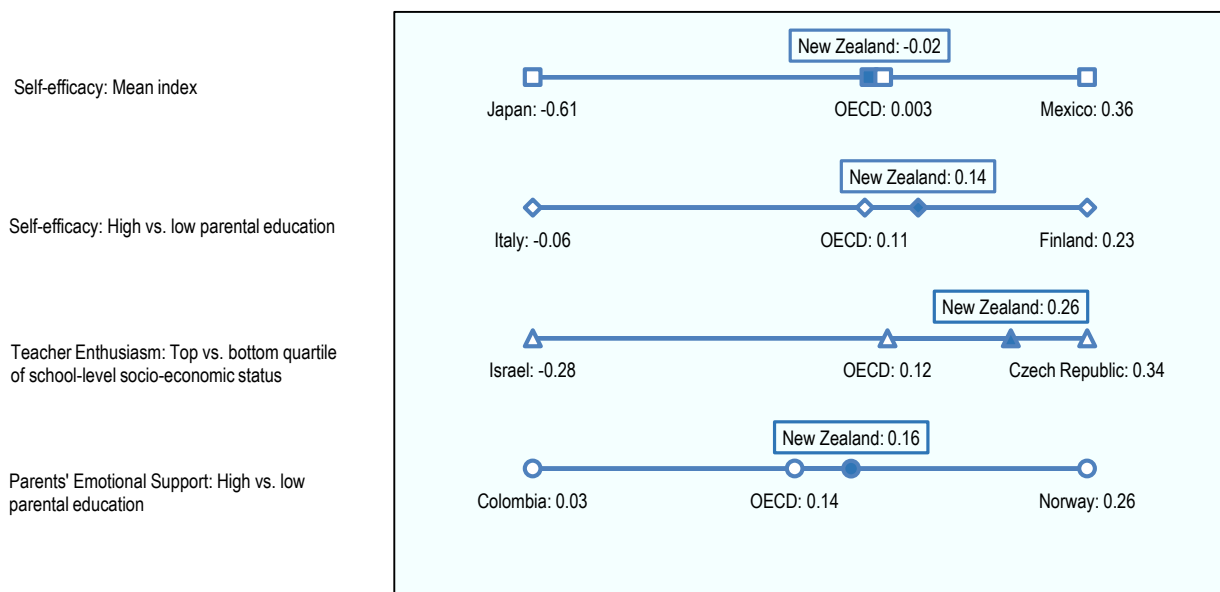 New Zealand: -0.02
Self-efficacy: Mean index
Japan: -0.61
OECD: 0.003
Mexico: 0.36
New Zealand: 0.14
Self-efficacy: High vs. low parental education
Italy: -0.06
OECD: 0.11
Finland: 0.23
New Zealand: 0.26
Teacher Enthusiasm: Top vs. bottom quartile
of school-level socio-economic status
Israel: -0.28
OECD: 0.12
Czech Republic: 0.34
New Zealand: 0.16
Parents' Emotional Support: High vs. low
parental education
Colombia: 0.03
OECD: 0.14
Norway: 0.26